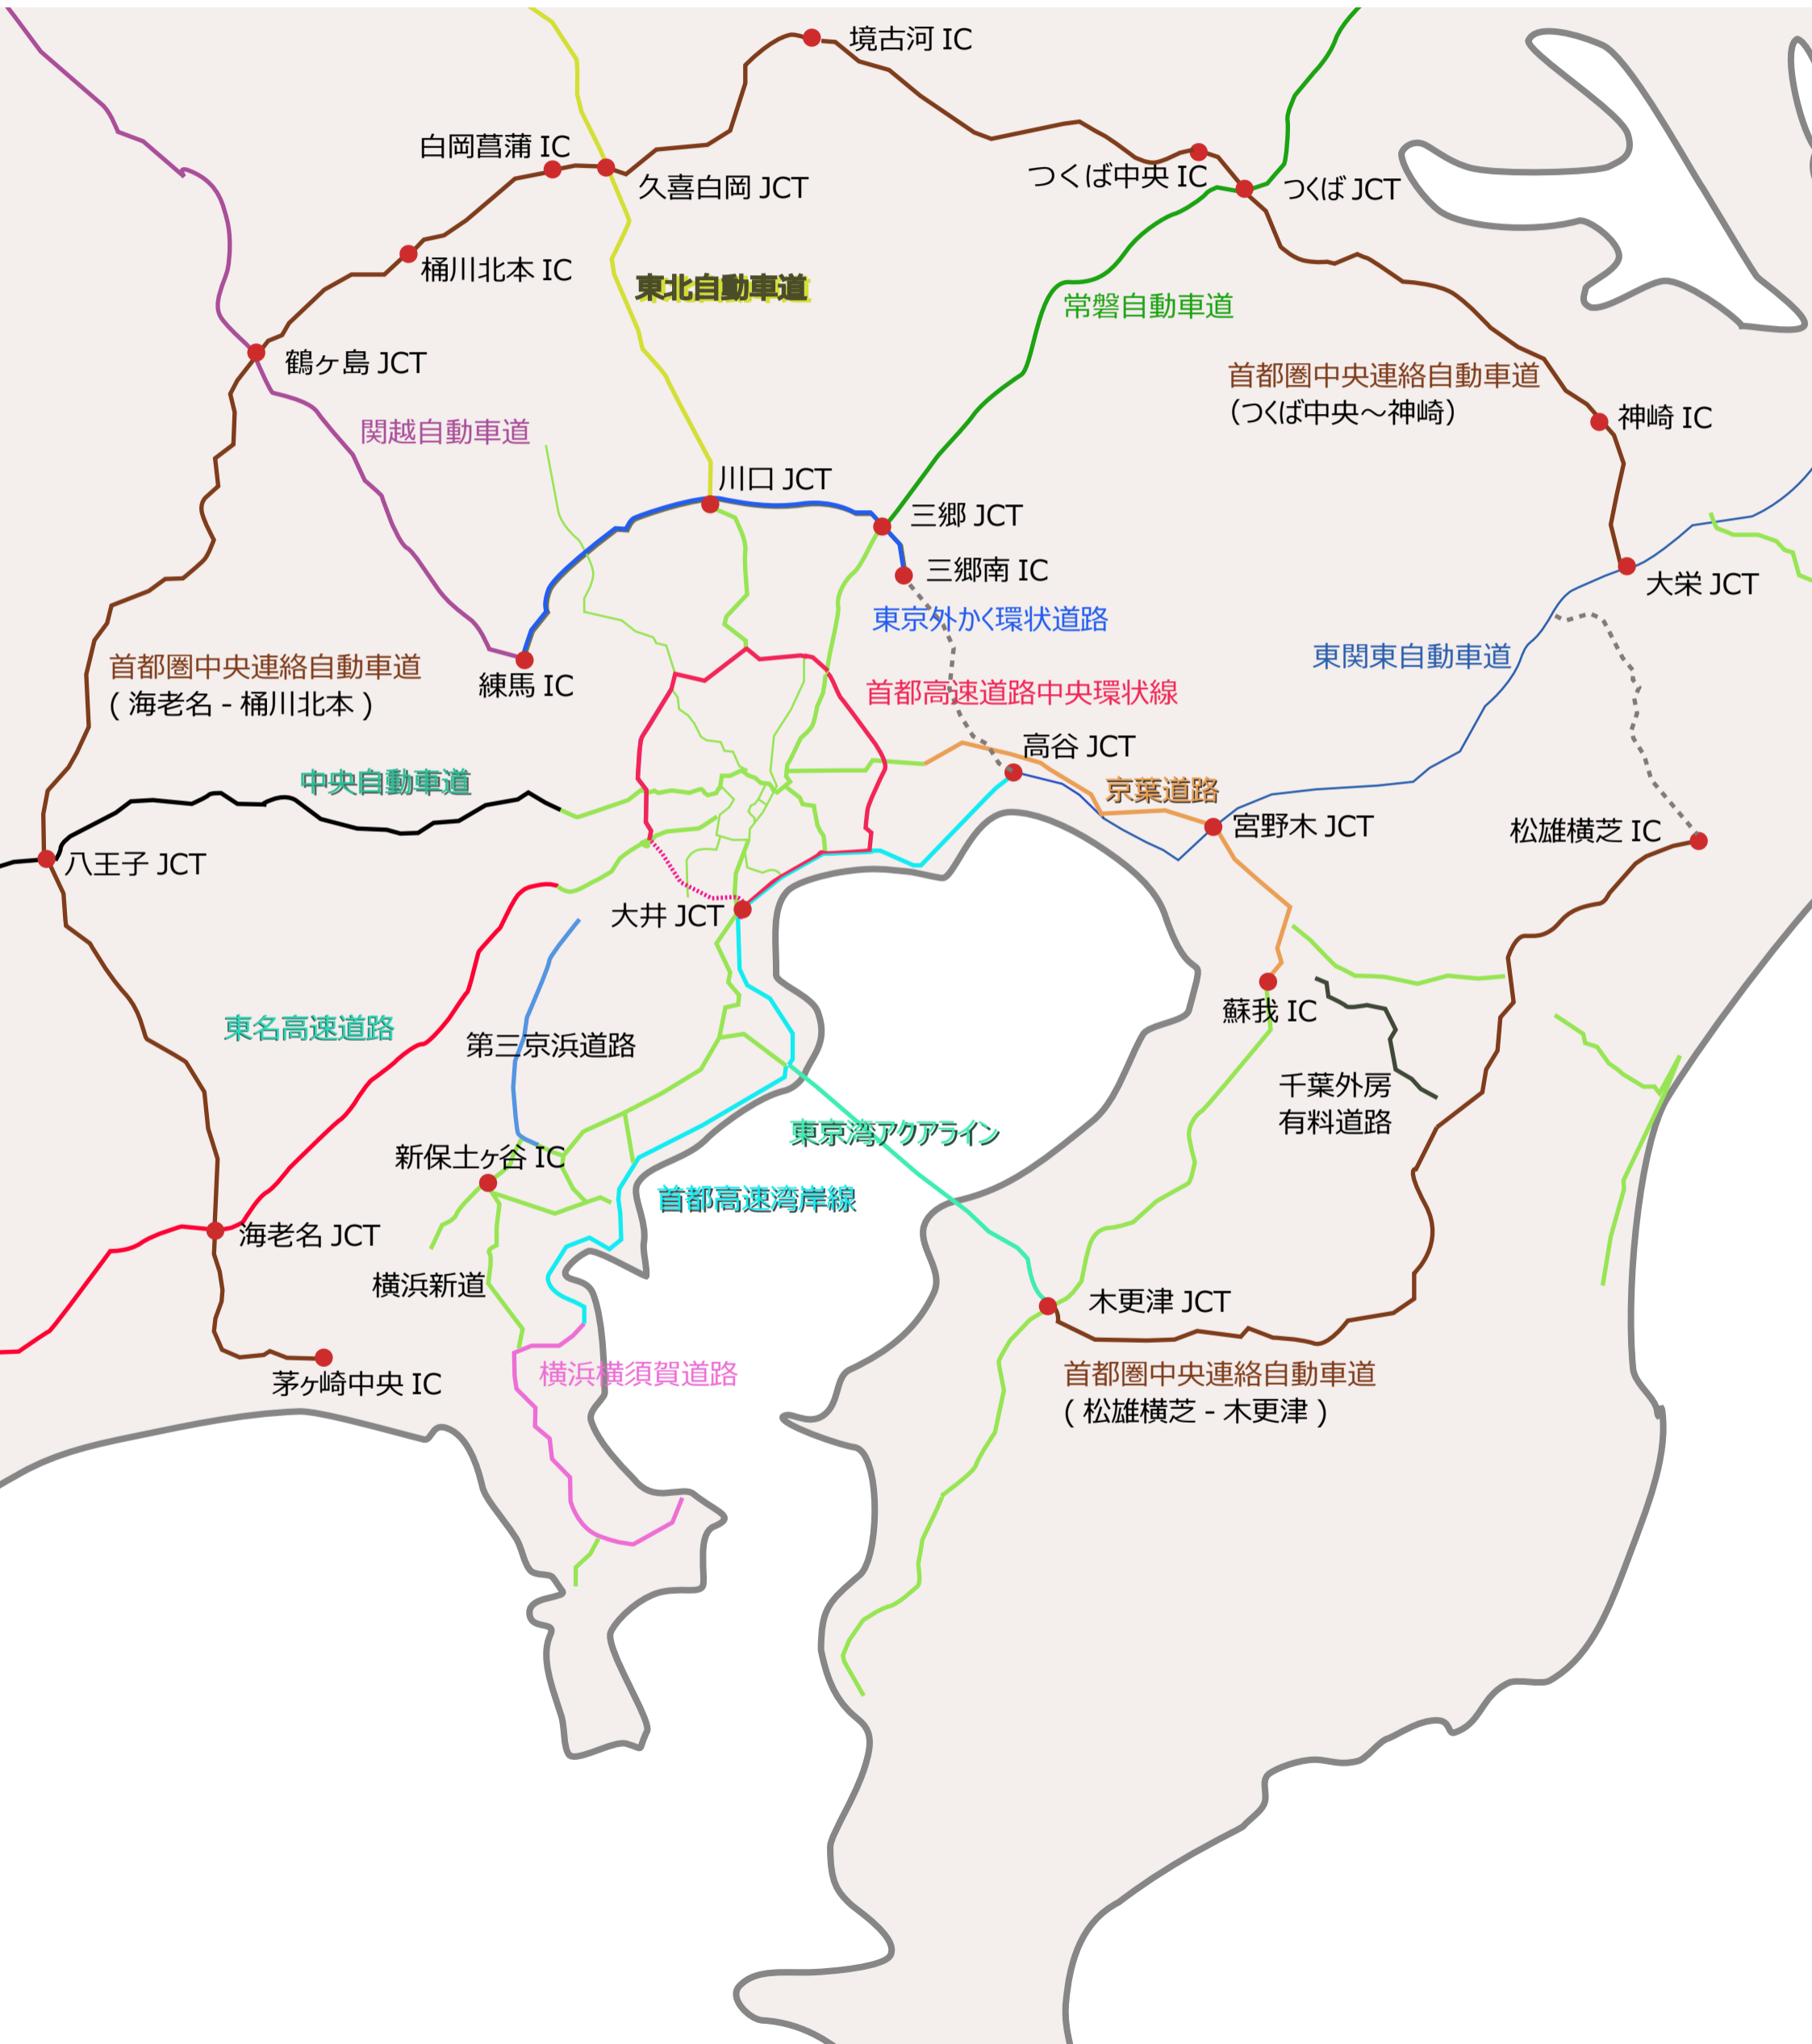 境古河 IC
白岡菖蒲 IC
久喜白岡 JCT
つくば中央 IC
つくば JCT
桶川北本 IC
東北自動車道
常磐自動車道
鶴ヶ島 JCT
首都圏中央連絡自動車道
(つくば中央〜神崎)
神崎 IC
関越自動車道
川口 JCT
三郷 JCT
三郷南 IC
大栄 JCT
東京外かく環状道路
東関東自動車道
首都圏中央連絡自動車道
( 海老名 - 桶川北本 )
練馬 IC
首都高速道路中央環状線
高谷 JCT
中央自動車道
京葉道路
宮野木 JCT
松雄横芝 IC
八王子 JCT
大井 JCT
蘇我 IC
東名高速道路
第三京浜道路
千葉外房
有料道路
東京湾アクアライン
新保土ヶ谷 IC
首都高速湾岸線
海老名 JCT
横浜新道
木更津 JCT
茅ヶ崎中央 IC
横浜横須賀道路
首都圏中央連絡自動車道
( 松雄横芝 - 木更津 )